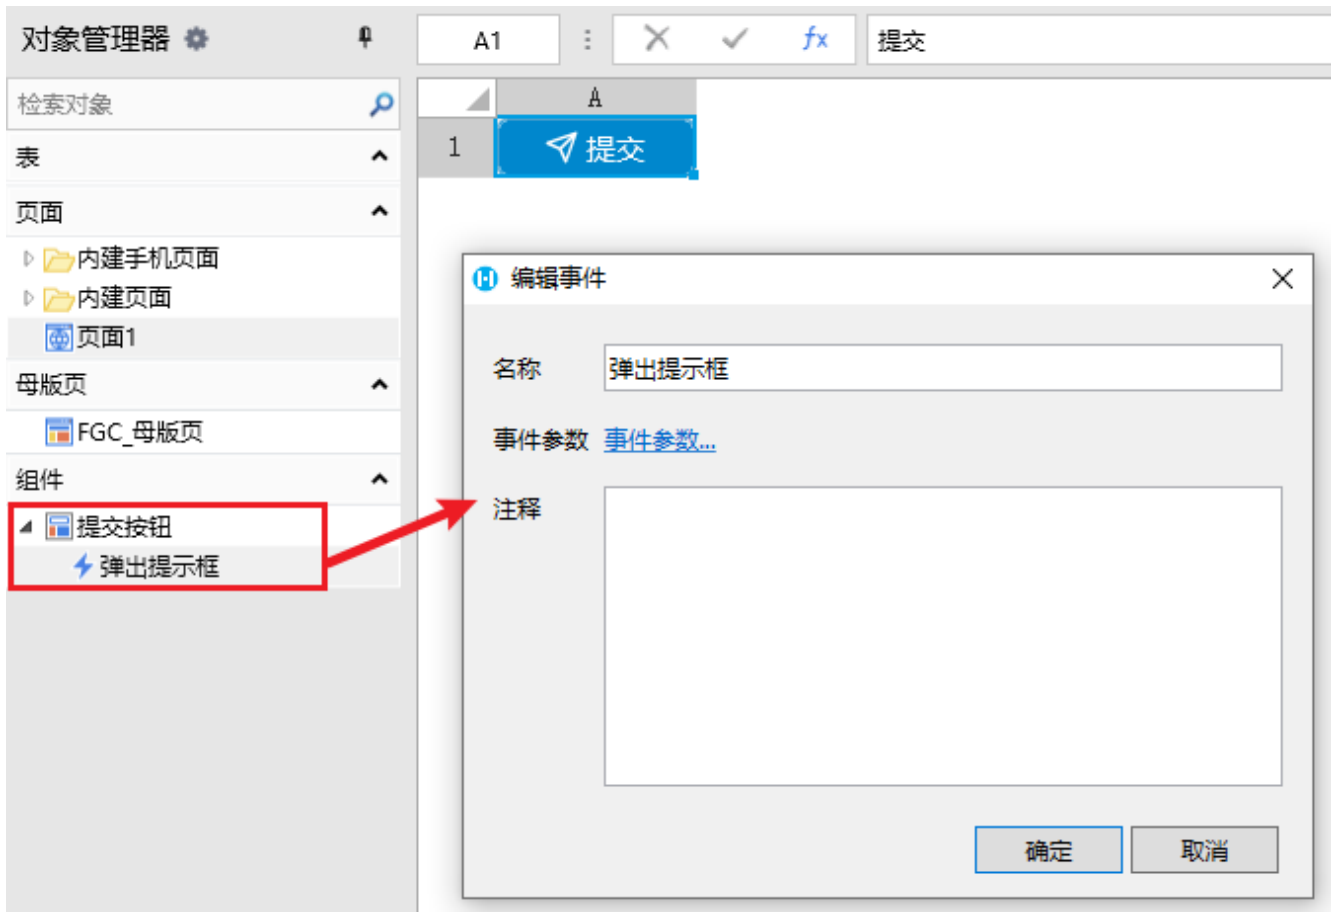 对象管理器
检索对象
表
页面
内建手机页面
内建页面
页面1
母版页
FGC_母版页
组件
提交按钮
弹出提示框
A1
fx
提交
A
1
提交
编辑事件
名称
弹出提示框
事件参数
事件参数...
注释
确定
取消